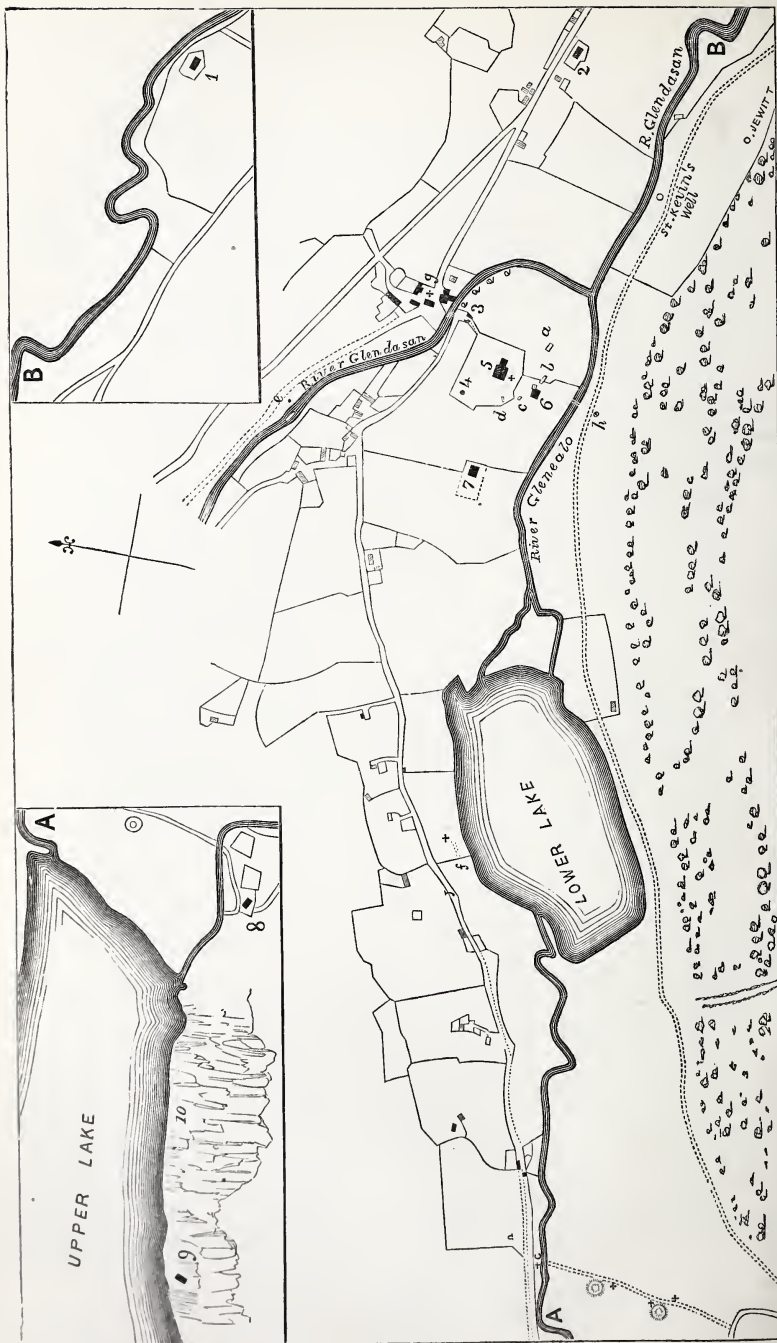 UPPER LAKE
A
8
9
10
B
1
B
A
2
R. Glendasan
B
St. Kevin's
Well
O. JEWITT
River Glendasan
g
3
4
5
a
b
c
d
6
7
e
River Glenealo
h
f
LOWER LAKE
A